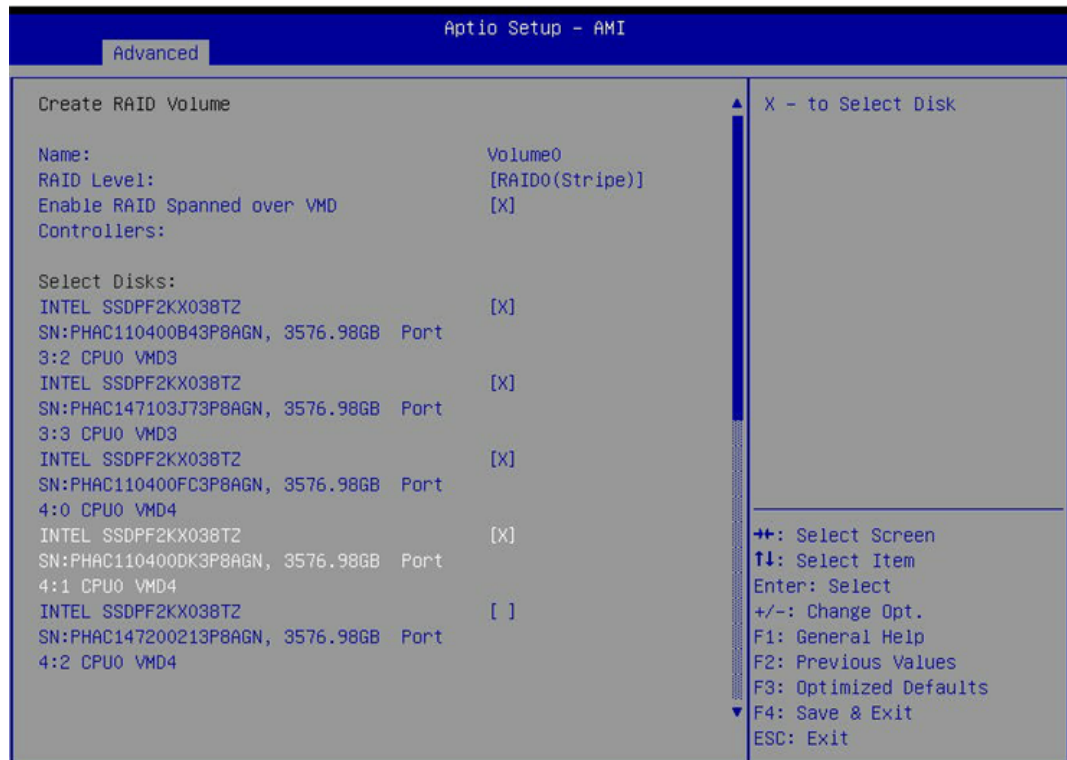 Aptio Setup – AMI
Advanced
Create RAID Volume
Name: Volume0
RAID Level: [RAID0(Stripe)]
Enable RAID Spanned over VMD [X]
Controllers:
Select Disks:
INTEL SSDPF2KX038TZ [X]
SN:PHAC110400B43P8AGN, 3576.98GB Port
3:2 CPU0 VMD3
INTEL SSDPF2KX038TZ [X]
SN:PHAC147103J73P8AGN, 3576.98GB Port
3:3 CPU0 VMD3
INTEL SSDPF2KX038TZ [X]
SN:PHAC110400FC3P8AGN, 3576.98GB Port
4:0 CPU0 VMD4
INTEL SSDPF2KX038TZ [X]
SN:PHAC110400DK3P8AGN, 3576.98GB Port
4:1 CPU0 VMD4
INTEL SSDPF2KX038TZ [ ]
SN:PHAC147200213P8AGN, 3576.98GB Port
4:2 CPU0 VMD4
X – to Select Disk
→←: Select Screen
↑↓: Select Item
Enter: Select
+/-: Change Opt.
F1: General Help
F2: Previous Values
F3: Optimized Defaults
F4: Save & Exit
ESC: Exit